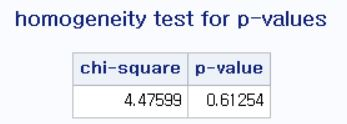 homogeneity test for p-values
chi-square p-value
4.47599 0.61254